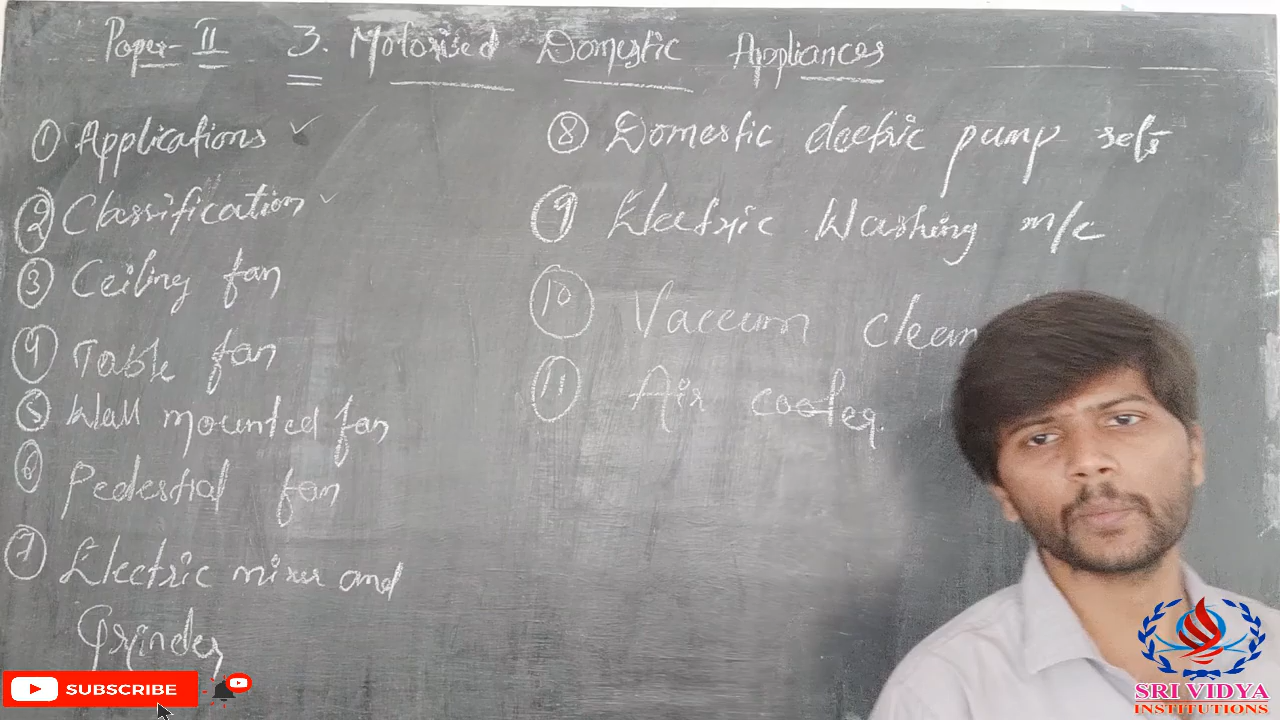 Paper-II 3. Motorised Domestic Appliances
① Applications ✓
② Classification ✓
③ Ceiling fan
④ Table fan
⑤ Wall mounted fan
⑥ Pedestial fan
⑦ Electric mixer and
Grinder
⑧ Domestic electric pump sets
⑨ Electric Washing m/c
⑩ Vaccum clean
⑪ Air cooler.
SUBSCRIBE
SRI VIDYA
INSTITUTIONS